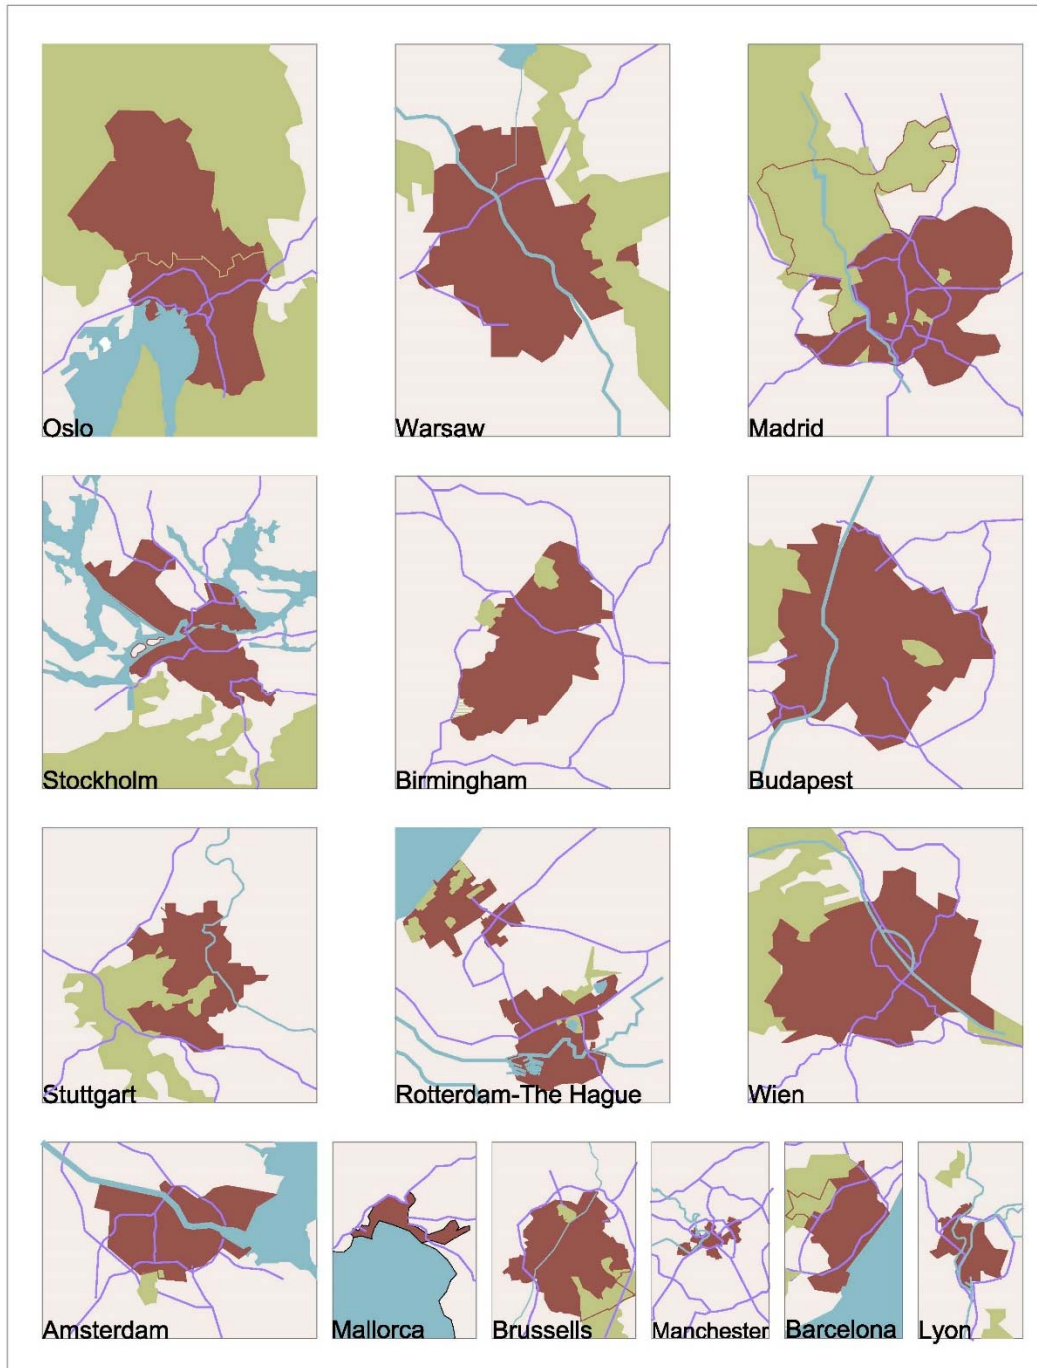 Oslo
Warsaw
Madrid
Stockholm
Birmingham
Budapest
Stuttgart
Rotterdam-The Hague
Wien
Amsterdam
Mallorca
Brussells
Manchester
Barcelona
Lyon